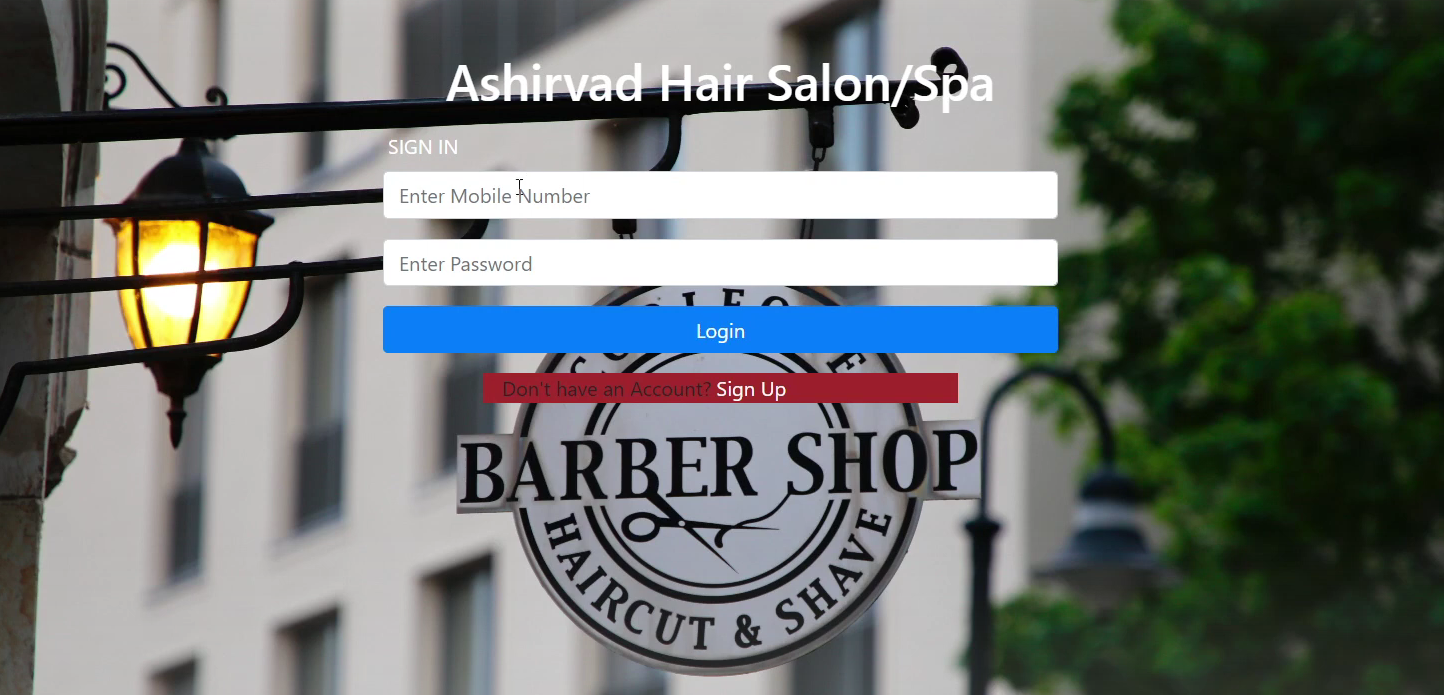 Ashirvad Hair Salon/Spa
SIGN IN
Enter Mobile Number
Enter Password
Login
Don't have an Account? Sign Up
BARBER SHOP
HAIRCUT & SHAVE